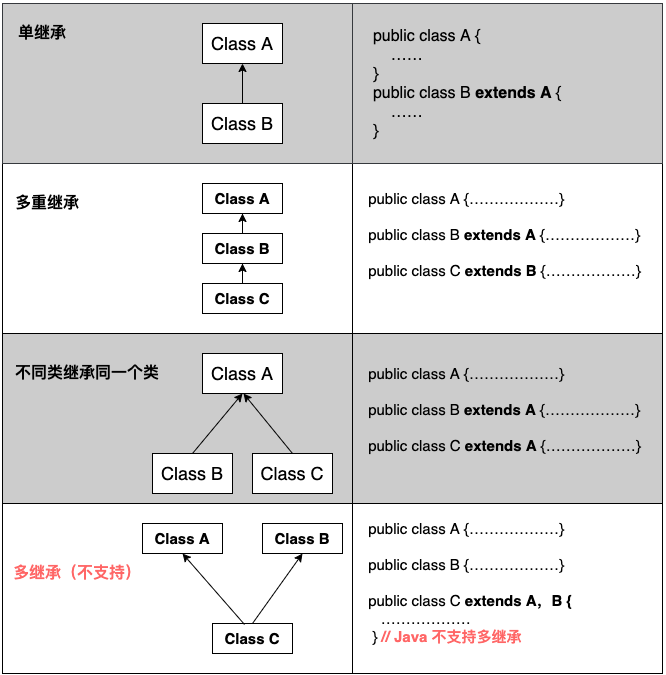 单继承
Class A
Class B
public class A {
……
}
public class B extends A {
……
}
多重继承
Class A
Class B
Class C
public class A {………………}
public class B extends A {………………}
public class C extends B {………………}
不同类继承同一个类
Class A
Class B
Class C
public class A {………………}
public class B extends A {………………}
public class C extends A {………………}
多继承（不支持）
Class A
Class B
Class C
public class A {………………}
public class B {………………}
public class C extends A，B {
………………
} // Java 不支持多继承